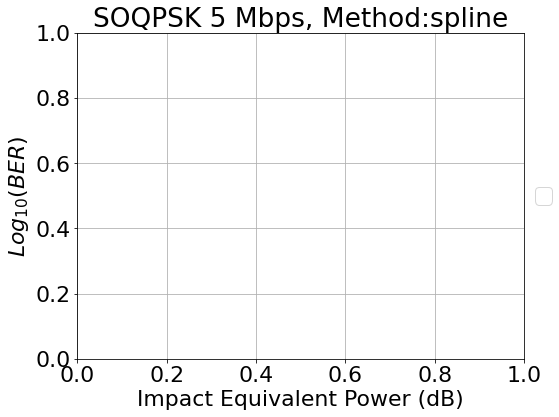 SOQPSK 5 Mbps, Method:spline
1.0
0.8
0.6
0.4
0.2
0.0
Log10(BER)
0.0 0.2 0.4 0.6 0.8 1.0
Impact Equivalent Power (dB)